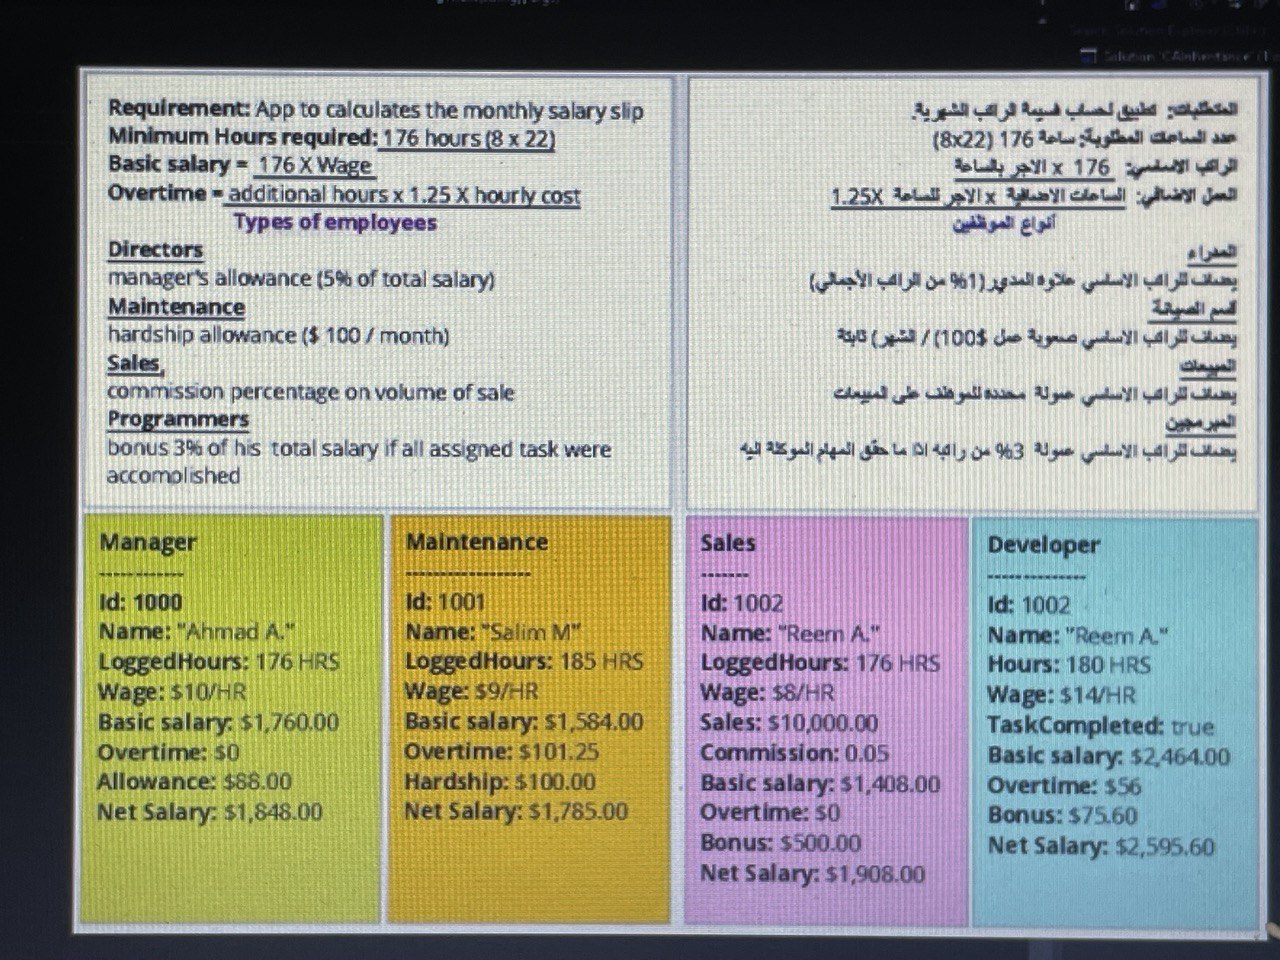 Solution 'CAInheritance' (1
Requirement: App to calculates the monthly salary slip
Minimum Hours required: 176 hours (8 x 22)
Basic salary = 176 X Wage
Overtime = additional hours x 1.25 X hourly cost
Types of employees
Directors
manager's allowance (5% of total salary)
Maintenance
hardship allowance ($ 100 / month)
Sales
commission percentage on volume of sale
Programmers
bonus 3% of his total salary if all assigned task were
accomplished
المتطلبات: تطبيق لحساب قسيمة الراتب الشهرية.
عدد الساعات المطلوبة: ساعة 176 (8x22)
الراتب الاساسي: 176 x الاجر بالساعة
العمل الاضافي: الساعات الاضافية x الاجر للساعة 1.25X
أنواع الموظفين
المدراء
يضاف للراتب الاساسي علاوه المدير (1% من الراتب الأجمالي)
قسم الصيانة
يضاف للراتب الاساسي صعوبة عمل 100$) / الشهر) ثابتة
المبيعات
يضاف للراتب الاساسي عمولة محدده للموظف على المبيعات
المبرمجين
يضاف للراتب الاساسي عمولة 3% من راتبه اذا ما حقّق المهام الموكلة اليه
Manager
------------
Id: 1000
Name: "Ahmad A."
LoggedHours: 176 HRS
Wage: $10/HR
Basic salary: $1,760.00
Overtime: $0
Allowance: $88.00
Net Salary: $1,848.00
Maintenance
------------------
Id: 1001
Name: "Salim M"
LoggedHours: 185 HRS
Wage: $9/HR
Basic salary: $1,584.00
Overtime: $101.25
Hardship: $100.00
Net Salary: $1,785.00
Sales
-------
Id: 1002
Name: "Reem A."
LoggedHours: 176 HRS
Wage: $8/HR
Sales: $10,000.00
Commission: 0.05
Basic salary: $1,408.00
Overtime: $0
Bonus: $500.00
Net Salary: $1,908.00
Developer
--------------
Id: 1002
Name: "Reem A."
Hours: 180 HRS
Wage: $14/HR
TaskCompleted: true
Basic salary: $2,464.00
Overtime: $56
Bonus: $75.60
Net Salary: $2,595.60